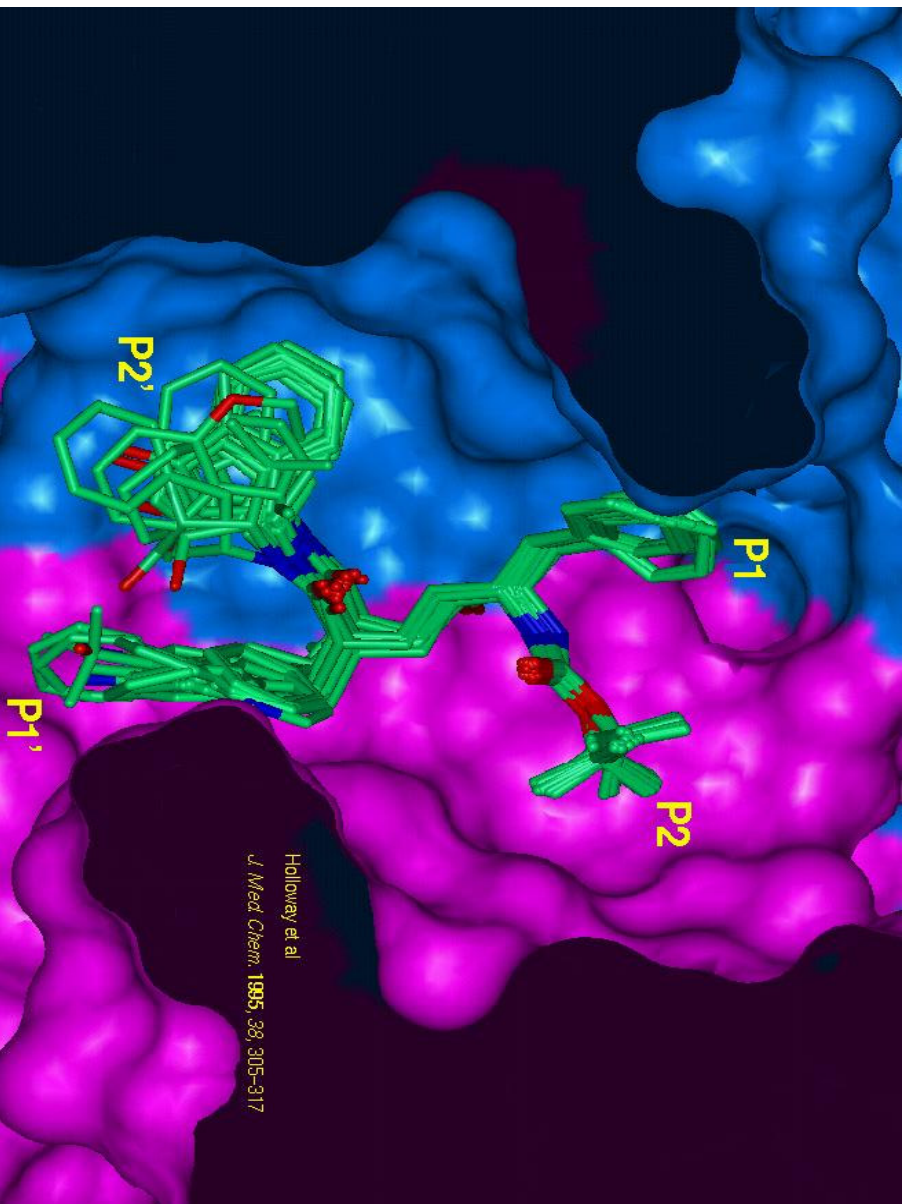 P2'
P1
P1'
P2
Holloway et al
J. Med. Chem. 1995, 38, 305-317